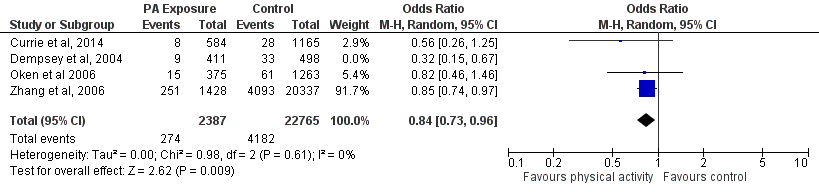 PA Exposure Control Odds Ratio Odds Ratio
Study or Subgroup Events Total Events Total Weight M-H, Random, 95% CI M-H, Random, 95% CI
Currie et al, 2014 8 584 28 1165 2.9% 0.56 [0.26, 1.25]
Dempsey et al, 2004 9 411 33 498 0.0% 0.32 [0.15, 0.67]
Oken et al 2006 15 375 61 1263 5.4% 0.82 [0.46, 1.46]
Zhang et al, 2006 251 1428 4093 20337 91.7% 0.85 [0.74, 0.97]
Total (95% CI) 2387 22765 100.0% 0.84 [0.73, 0.96]
Total events 274 4182
Heterogeneity: Tau² = 0.00; Chi² = 0.98, df = 2 (P = 0.61); I² = 0%
Test for overall effect: Z = 2.62 (P = 0.009)
0.1 0.2 0.5 1 2 5 10
Favours physical activity Favours control